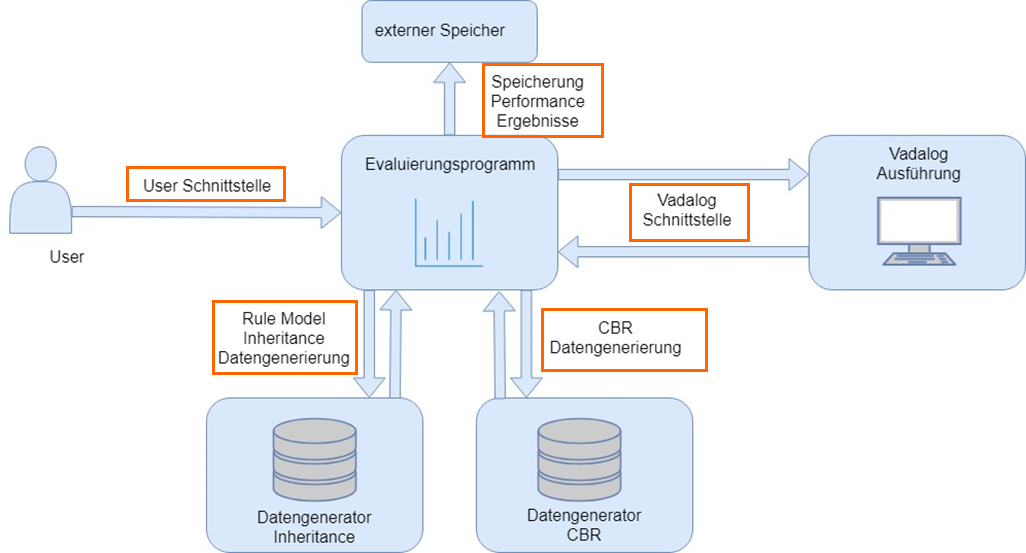 externer Speicher
Speicherung
Performance
Ergebnisse
Evaluierungsprogramm
Vadalog
Ausführung
User Schnittstelle
Vadalog
Schnittstelle
User
Rule Model
Inheritance
Datengenerierung
CBR
Datengenerierung
Datengenerator
Inheritance
Datengenerator
CBR